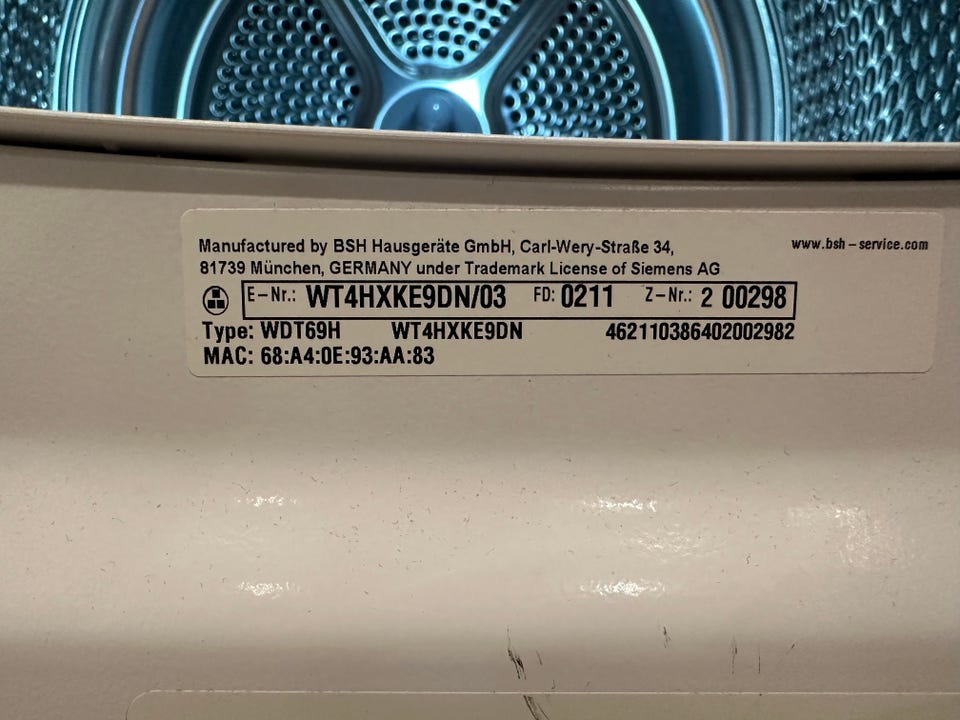 Manufactured by BSH Hausgeräte GmbH, Carl-Wery-Straße 34, www.bsh-service.com
81739 München, GERMANY under Trademark License of Siemens AG
E-Nr.: WT4HXKE9DN/03 FD: 0211 Z-Nr.: 2 00298
Type: WDT69H WT4HXKE9DN 462110386402002982
MAC: 68:A4:0E:93:AA:83